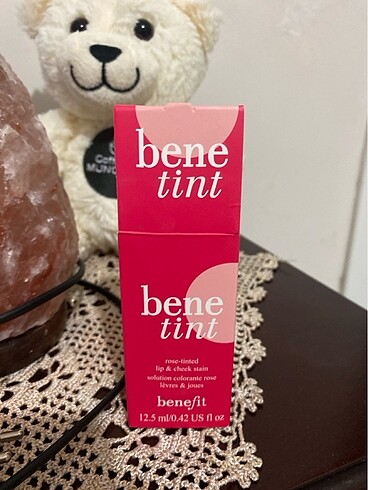 bene
tint
bene
tint
rose-tinted
lip & cheek stain
solution colorante rose
lèvres & joues
benefit
12.5 ml/0.42 US fl oz